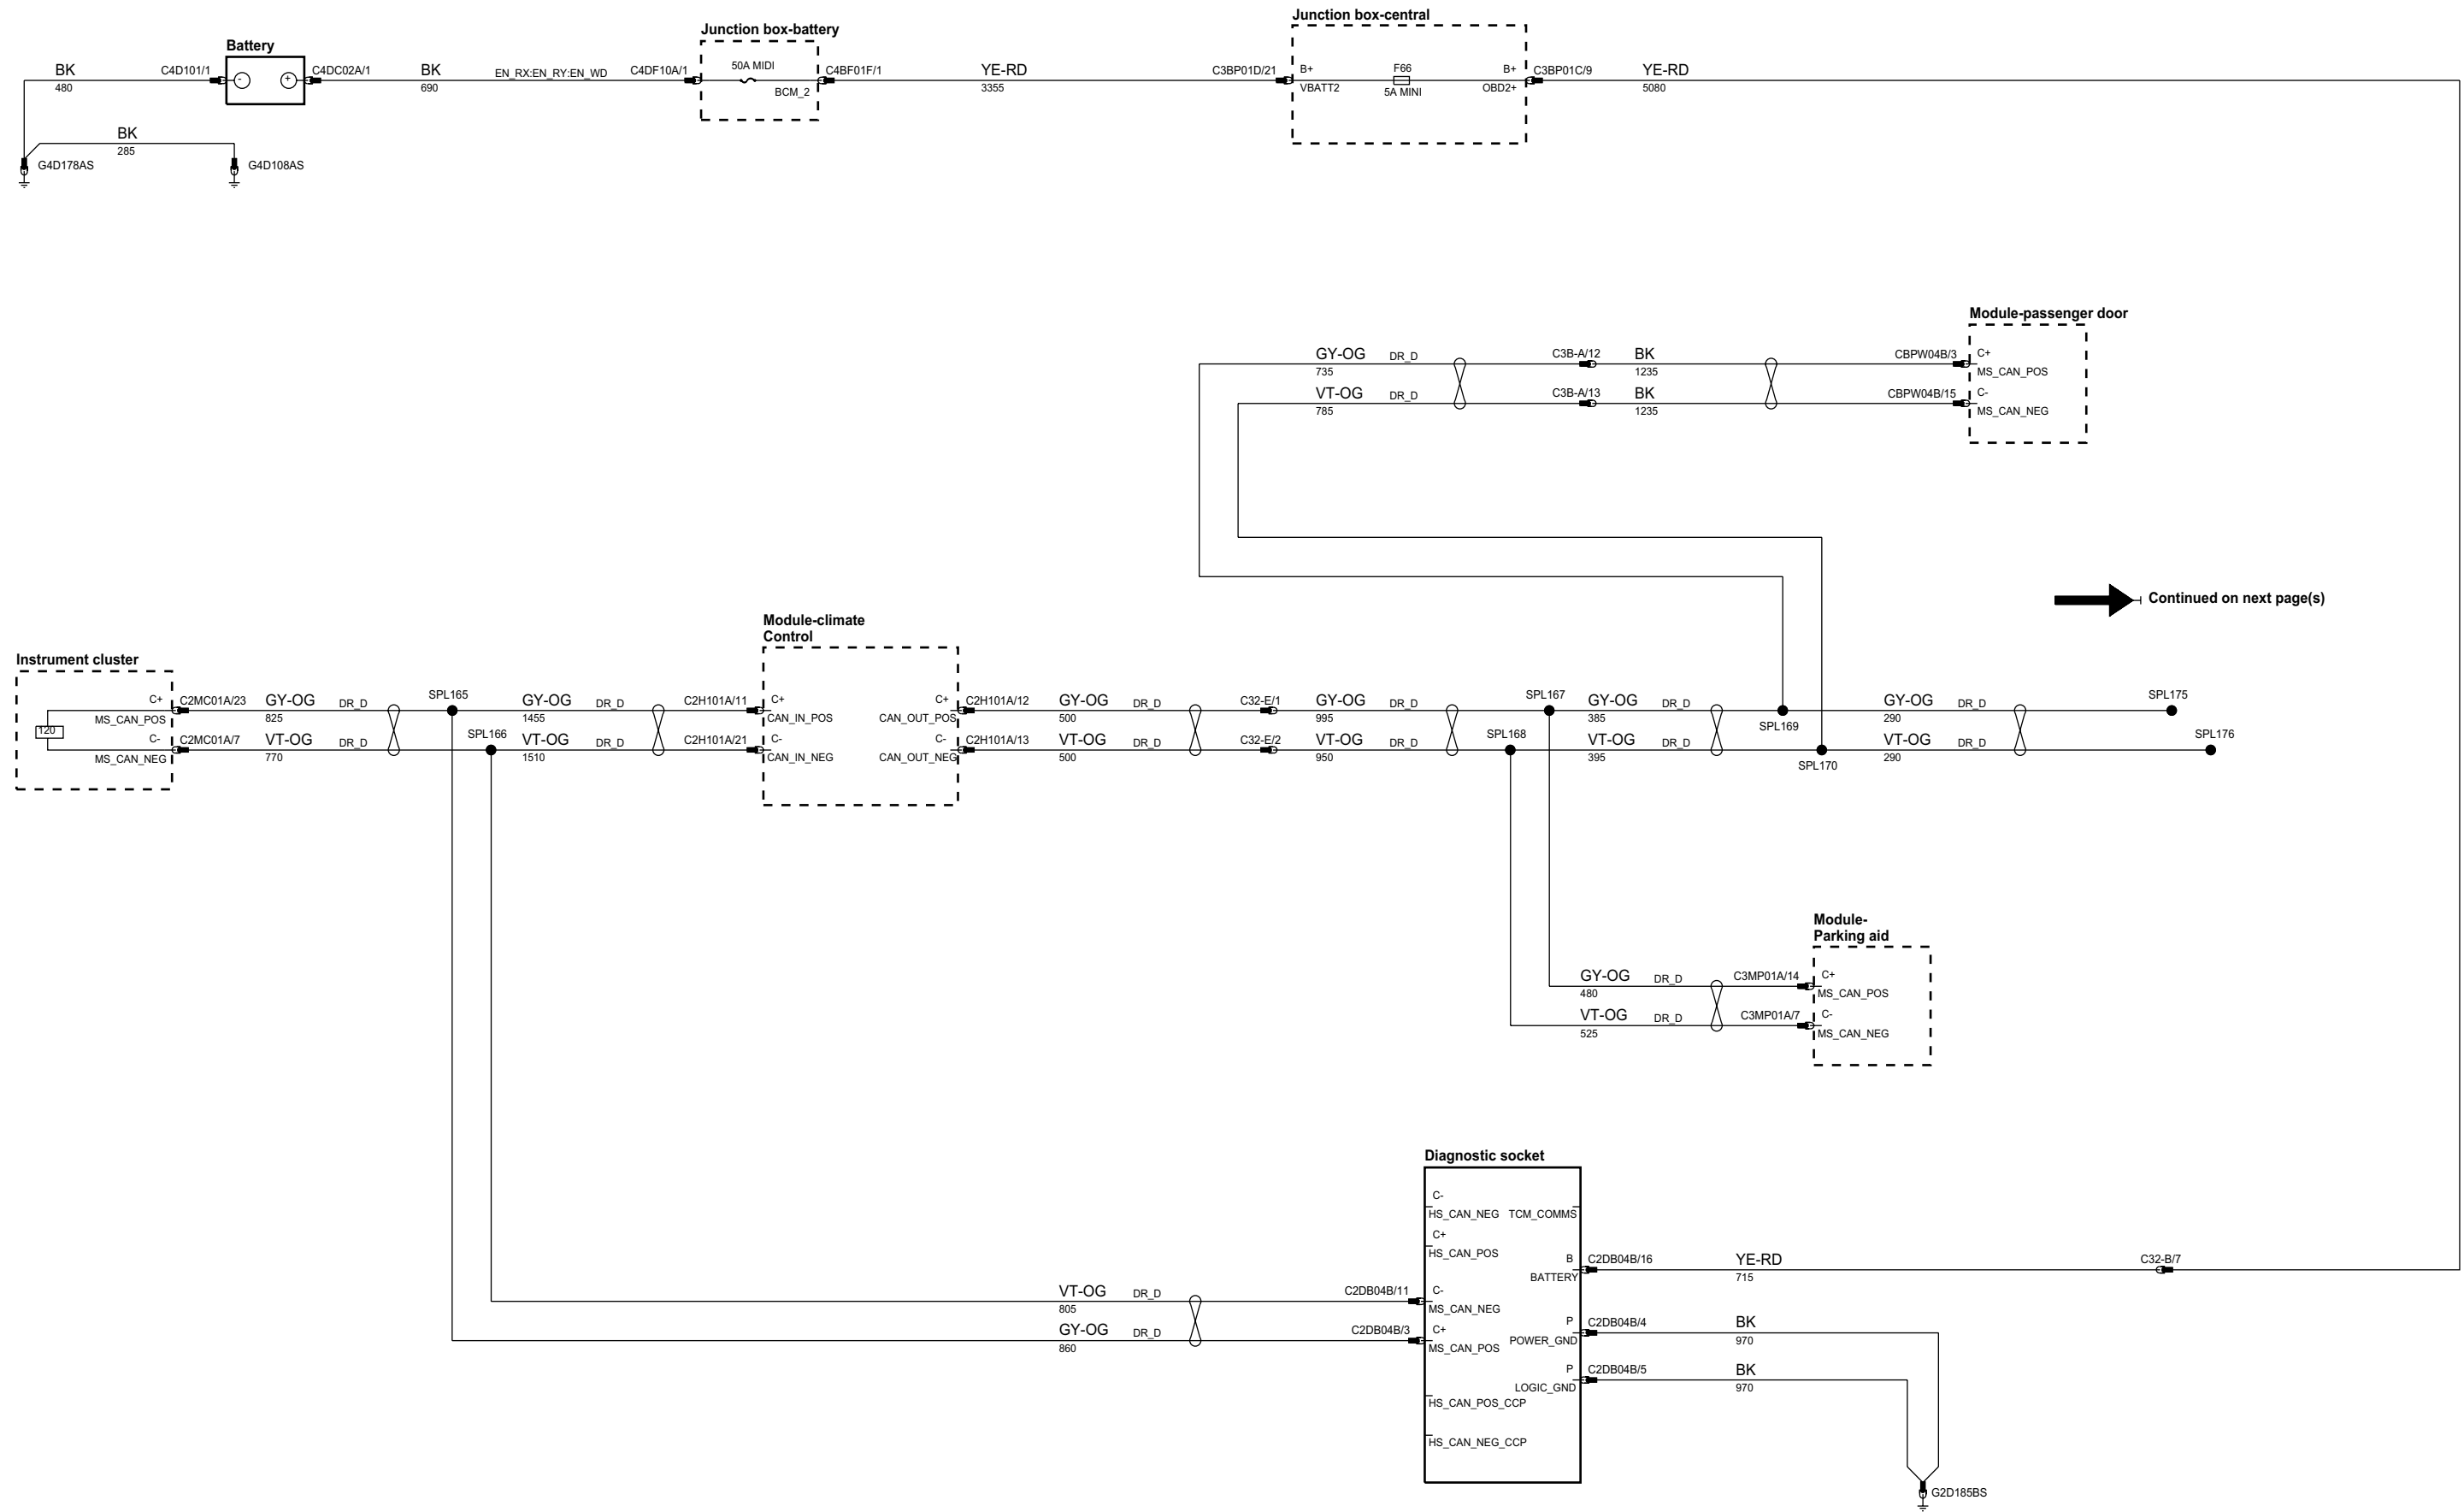 Junction box-central
Junction box-battery
Battery
BK
480
C4D101/1
-
+
C4DC02A/1
BK
690
EN_RX:EN_RY:EN_WD
C4DF10A/1
50A MIDI
BCM_2
C4BF01F/1
YE-RD
3355
C3BP01D/21
B+
VBATT2
F66
5A MINI
B+
OBD2+
C3BP01C/9
YE-RD
5080
BK
285
G4D178AS
G4D108AS
Module-passenger door
GY-OG
735
DR_D
C3B-A/12
BK
1235
CBPW04B/3
C+
MS_CAN_POS
VT-OG
785
DR_D
C3B-A/13
BK
1235
CBPW04B/15
C-
MS_CAN_NEG
Continued on next page(s)
Module-climate
Control
Instrument cluster
120
C+
MS_CAN_POS
C2MC01A/23
GY-OG
825
DR_D
SPL165
GY-OG
1455
DR_D
C2H101A/11
C+
CAN_IN_POS
C+
CAN_OUT_POS
C2H101A/12
GY-OG
500
DR_D
C32-E/1
GY-OG
995
DR_D
SPL167
GY-OG
385
DR_D
SPL169
GY-OG
290
DR_D
SPL175
C-
MS_CAN_NEG
C2MC01A/7
VT-OG
770
DR_D
SPL166
VT-OG
1510
DR_D
C2H101A/21
C-
CAN_IN_NEG
C-
CAN_OUT_NEG
C2H101A/13
VT-OG
500
DR_D
C32-E/2
VT-OG
950
DR_D
SPL168
VT-OG
395
DR_D
SPL170
VT-OG
290
DR_D
SPL176
Module-
Parking aid
GY-OG
480
DR_D
C3MP01A/14
C+
MS_CAN_POS
VT-OG
525
DR_D
C3MP01A/7
C-
MS_CAN_NEG
Diagnostic socket
C-
HS_CAN_NEG
TCM_COMMS
C+
HS_CAN_POS
B
BATTERY
C2DB04B/16
YE-RD
715
C32-B/7
VT-OG
805
DR_D
C2DB04B/11
C-
MS_CAN_NEG
GY-OG
860
DR_D
C2DB04B/3
C+
MS_CAN_POS
P
POWER_GND
C2DB04B/4
BK
970
P
LOGIC_GND
C2DB04B/5
BK
970
HS_CAN_POS_CCP
HS_CAN_NEG_CCP
G2D185BS